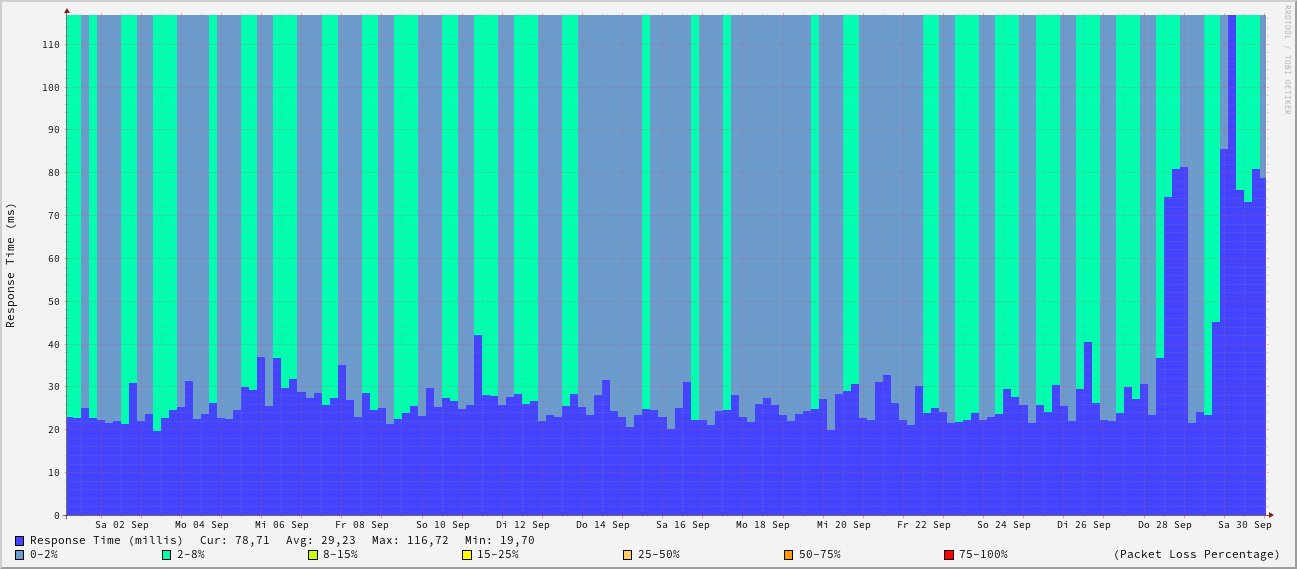 RRDTOOL / TOBI OETIKER
Response Time (ms)
110
100
90
80
70
60
50
40
30
20
10
0
Sa 02 Sep Mo 04 Sep Mi 06 Sep Fr 08 Sep So 10 Sep Di 12 Sep Do 14 Sep Sa 16 Sep Mo 18 Sep Mi 20 Sep Fr 22 Sep So 24 Sep Di 26 Sep Do 28 Sep Sa 30 Sep
Response Time (millis) Cur: 78,71 Avg: 29,23 Max: 116,72 Min: 19,70
0-2% 2-8% 8-15% 15-25% 25-50% 50-75% 75-100% (Packet Loss Percentage)